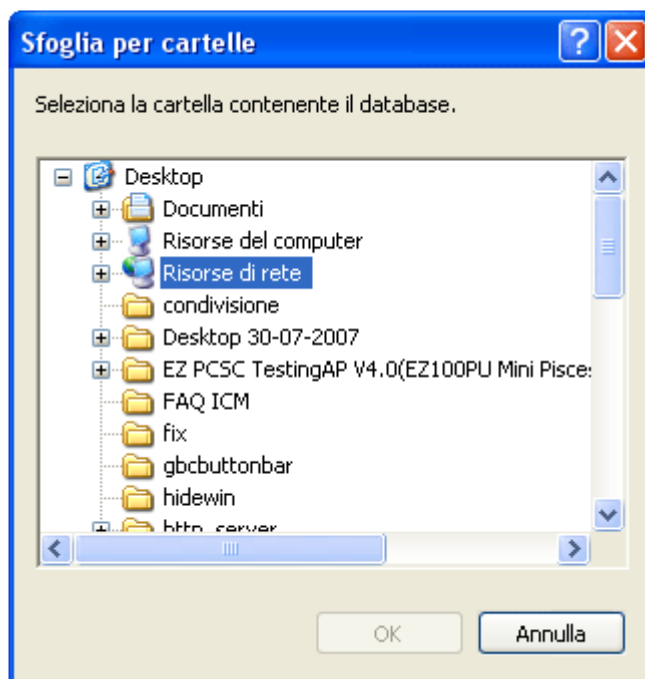 Sfoglia per cartelle
Seleziona la cartella contenente il database.
Desktop
Documenti
Risorse del computer
Risorse di rete
condivisione
Desktop 30-07-2007
EZ PCSC TestingAP V4.0(EZ100PU Mini Pisces
FAQ ICM
fix
gbcbuttonbar
hidewin
http_server
OK
Annulla